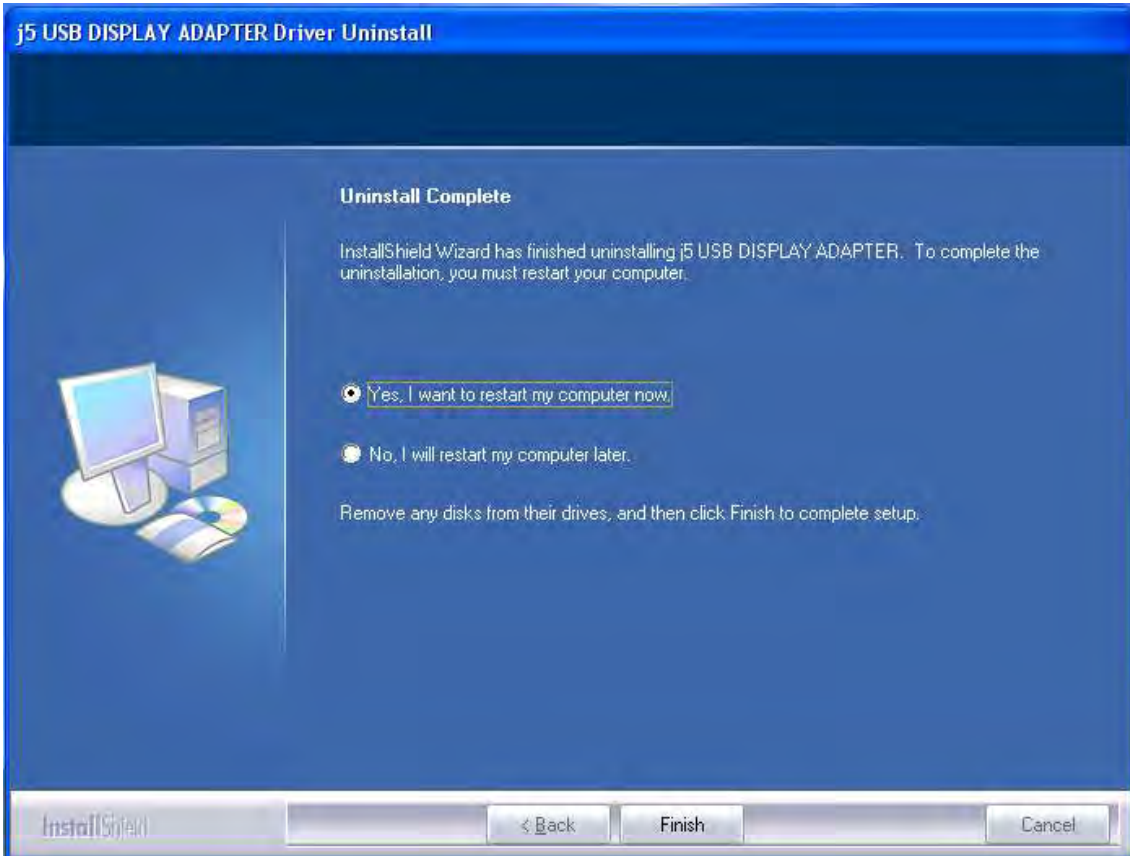 j5 USB DISPLAY ADAPTER Driver Uninstall
Uninstall Complete
InstallShield Wizard has finished uninstalling j5 USB DISPLAY ADAPTER. To complete the
uninstallation, you must restart your computer.
Yes, I want to restart my computer now.
No, I will restart my computer later.
Remove any disks from their drives, and then click Finish to complete setup.
InstallShield
< Back
Finish
Cancel